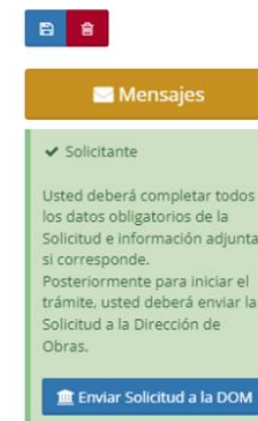 Mensajes
Solicitante
Usted deberá completar todos
los datos obligatorios de la
Solicitud e información adjunta
si corresponde.
Posteriormente para iniciar el
trámite, usted deberá enviar la
Solicitud a la Dirección de
Obras.
Enviar Solicitud a la DOM